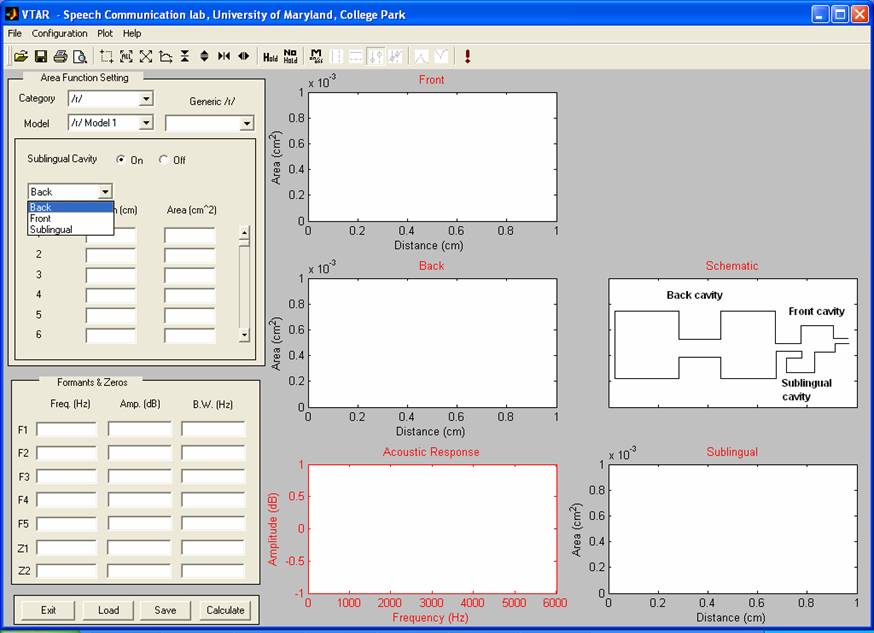 VTAR - Speech Communication lab, University of Maryland, College Park
File Configuration Plot Help
Hold No Hold M
Area Function Setting
Category /r/ Generic /r/
Model /r/ Model 1
Sublingual Cavity On Off
Back
Back
Front
Sublingual
(cm) Area (cm^2)
2
3
4
5
6
Formants & Zeros
Freq. (Hz) Amp. (dB) B.W. (Hz)
F1
F2
F3
F4
F5
Z1
Z2
Exit Load Save Calculate
Front
x 10⁻³
1
0.8
0.6
0.4
0.2
0
Area (cm²)
0 0.2 0.4 0.6 0.8 1
Distance (cm)
Back
x 10⁻³
1
0.8
0.6
0.4
0.2
0
Area (cm²)
0 0.2 0.4 0.6 0.8 1
Distance (cm)
Schematic
Back cavity
Front cavity
Sublingual
cavity
Acoustic Response
1
0.5
0
-0.5
-1
Amplitude (dB)
0 1000 2000 3000 4000 5000 6000
Frequency (Hz)
Sublingual
x 10⁻³
1
0.8
0.6
0.4
0.2
0
Area (cm²)
0 0.2 0.4 0.6 0.8 1
Distance (cm)